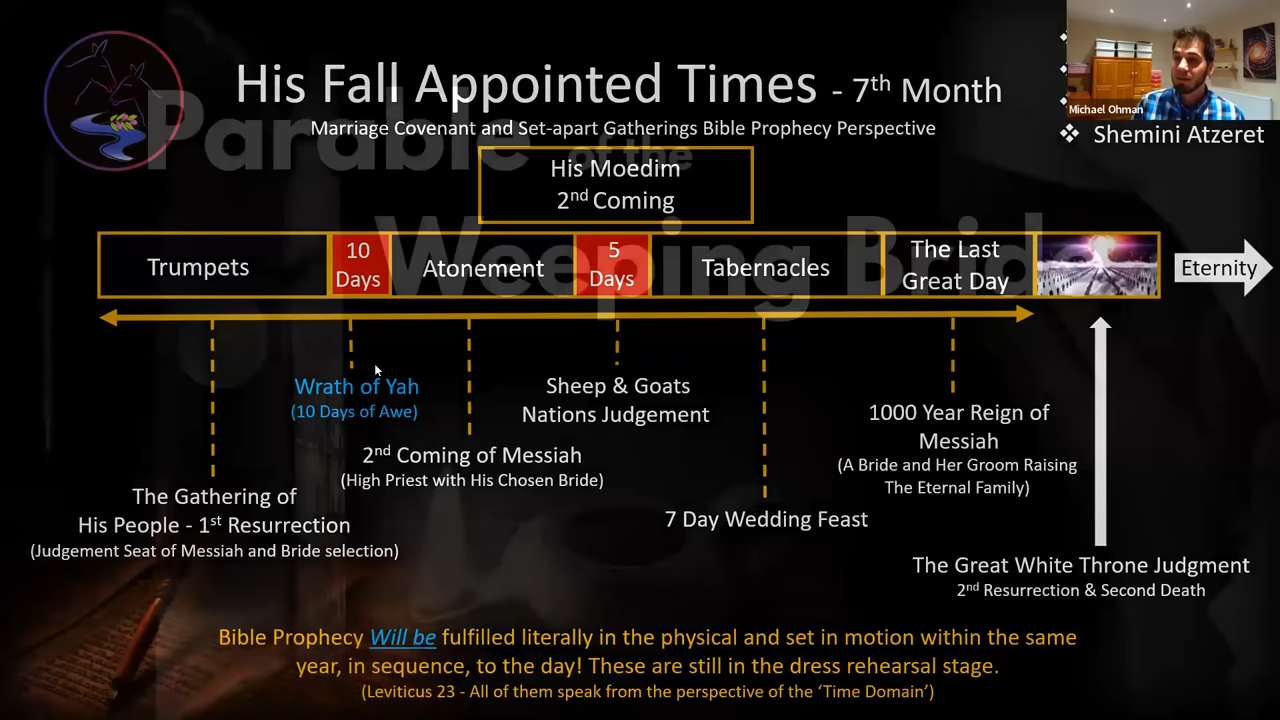 His Fall Appointed Times - 7th Month
Marriage Covenant and Set-apart Gatherings Bible Prophecy Perspective
Michael Ohman
❖ Shemini Atzeret
Parable of the
Weeping Brid
His Moedim
2nd Coming
Trumpets
10
Days
Atonement
5
Days
Tabernacles
The Last
Great Day
Eternity
Wrath of Yah
(10 Days of Awe)
Sheep & Goats
Nations Judgement
2nd Coming of Messiah
(High Priest with His Chosen Bride)
1000 Year Reign of
Messiah
(A Bride and Her Groom Raising
The Eternal Family)
The Gathering of
His People - 1st Resurrection
(Judgement Seat of Messiah and Bride selection)
7 Day Wedding Feast
The Great White Throne Judgment
2nd Resurrection & Second Death
Bible Prophecy Will be fulfilled literally in the physical and set in motion within the same
year, in sequence, to the day! These are still in the dress rehearsal stage.
(Leviticus 23 - All of them speak from the perspective of the ‘Time Domain’)